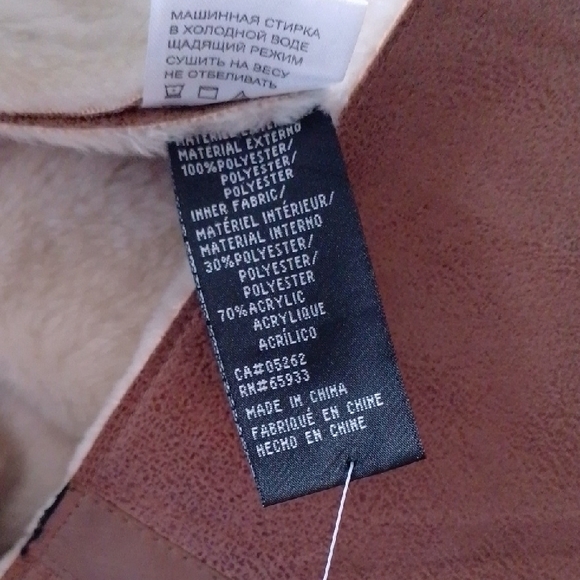 МАШИННАЯ СТИРКА
В ХОЛОДНОЙ ВОДЕ
ЩАДЯЩИЙ РЕЖИМ
СУШИТЬ НА ВЕСУ
НЕ ОТБЕЛИВАТЬ
MATÉRIEL
MATERIAL EXTERNO
100%POLYESTER/
POLYESTER/
POLYESTER
INNER FABRIC/
MATÉRIEL INTÉRIEUR/
MATERIAL INTERNO
30%POLYESTER/
POLYESTER/
POLYESTER
70%ACRYLIC
ACRYLIQUE
ACRÍLICO
CA#05262
RN#65933
MADE IN CHINA
FABRIQUÉ EN CHINE
HECHO EN CHINE